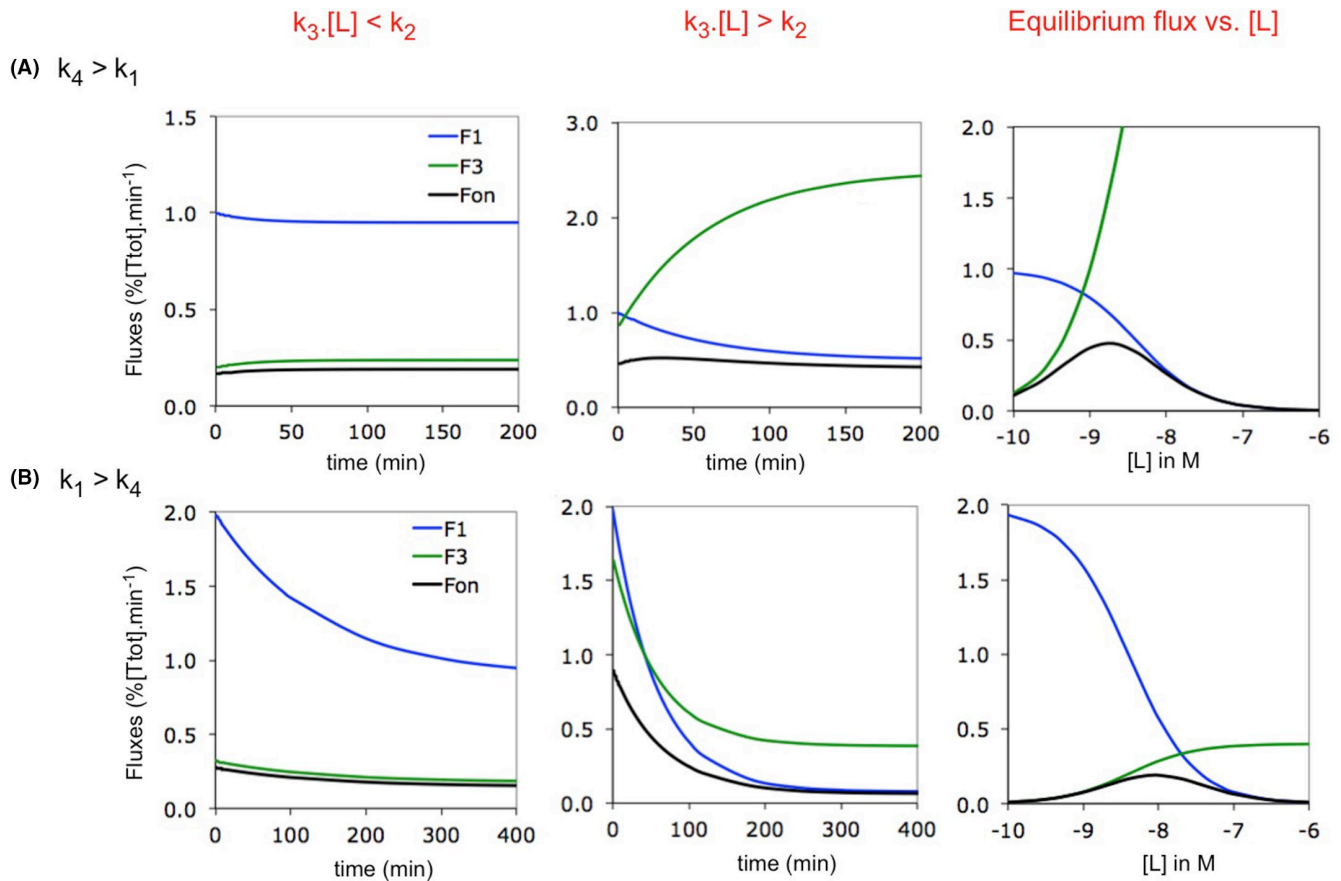 k3.[L] < k2
k3.[L] > k2
Equilibrium flux vs. [L]
(A) k4 > k1
Fluxes (%[Ttot].min-1)
1.5
1.0
0.5
0.0
F1
F3
Fon
0 50 100 150 200
time (min)
3.0
2.0
1.0
0.0
0 50 100 150 200
time (min)
2.0
1.5
1.0
0.5
0.0
-10 -9 -8 -7 -6
[L] in M
(B) k1 > k4
Fluxes (%[Ttot].min-1)
2.0
1.5
1.0
0.5
0.0
F1
F3
Fon
0 100 200 300 400
time (min)
2.0
1.5
1.0
0.5
0.0
0 100 200 300 400
time (min)
2.0
1.5
1.0
0.5
0.0
-10 -9 -8 -7 -6
[L] in M